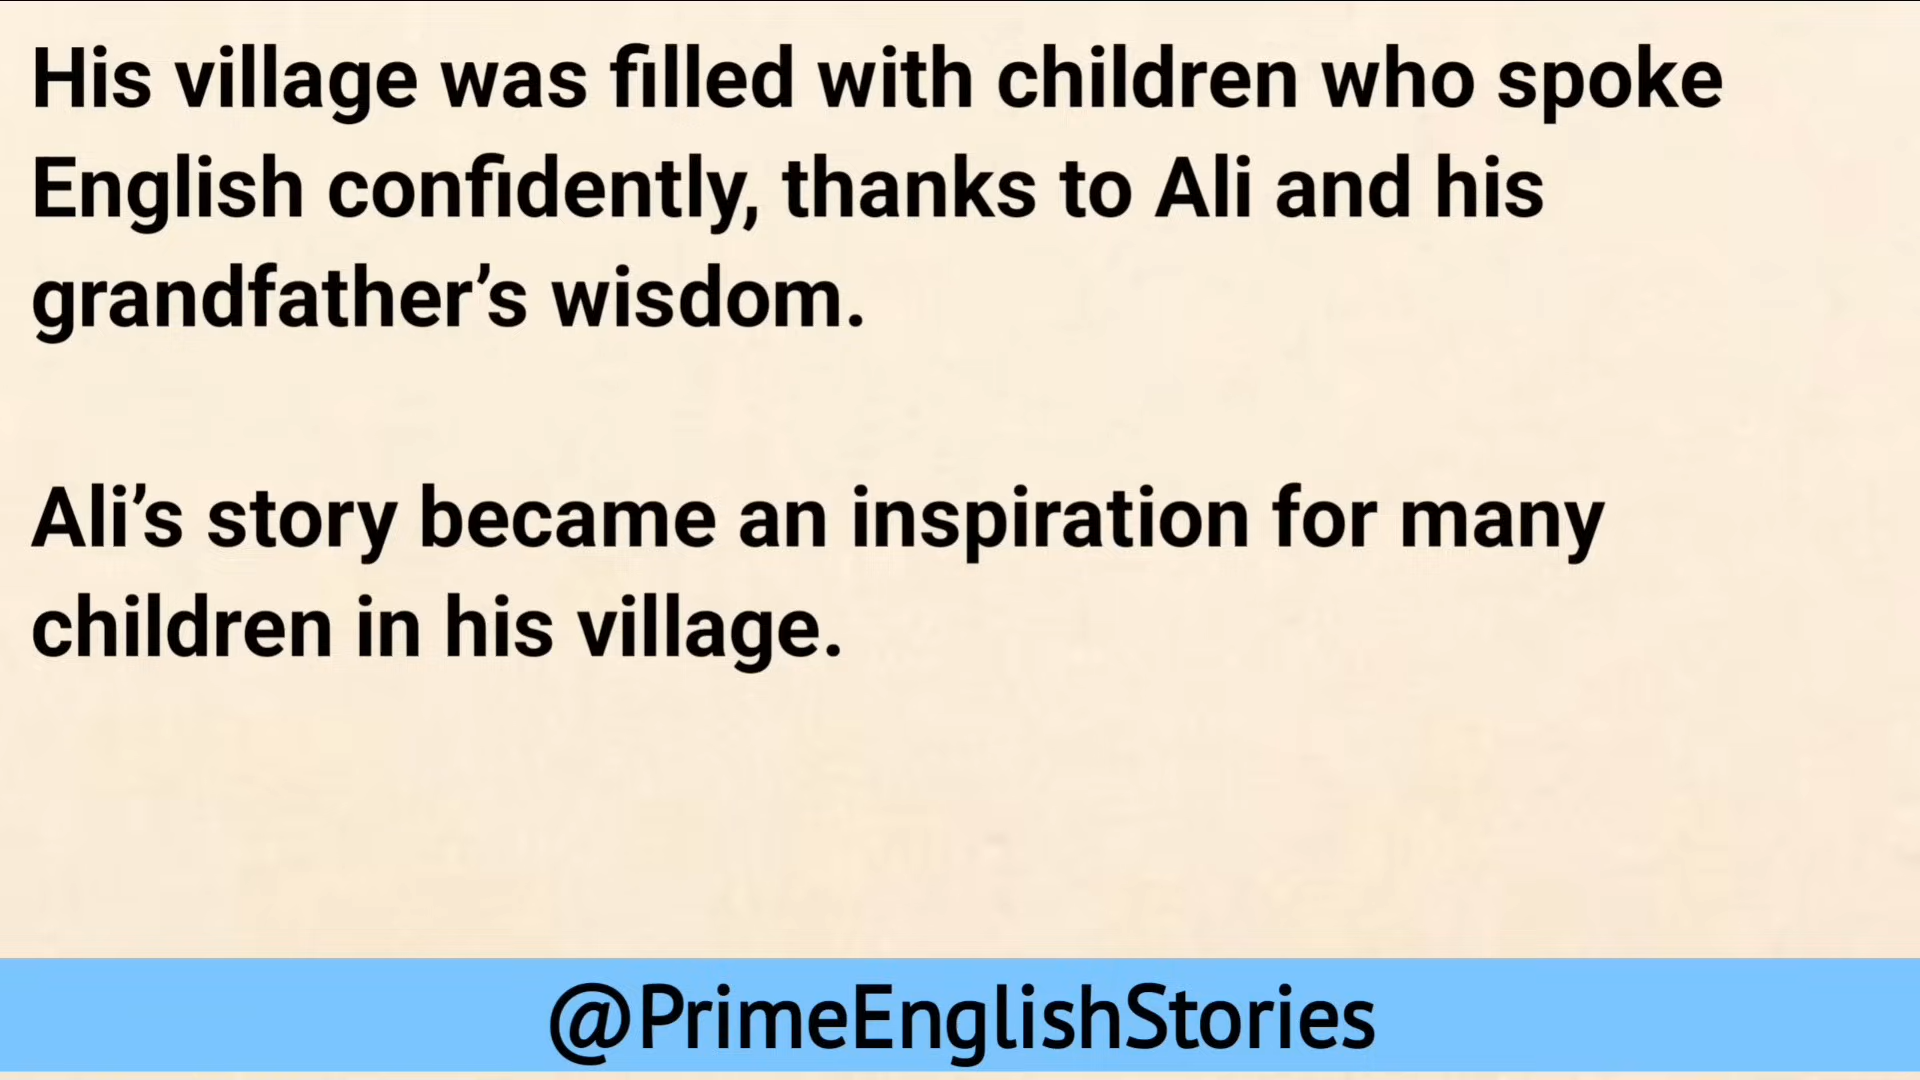 His village was filled with children who spoke
English confidently, thanks to Ali and his
grandfather’s wisdom.
Ali’s story became an inspiration for many
children in his village.
@PrimeEnglishStories